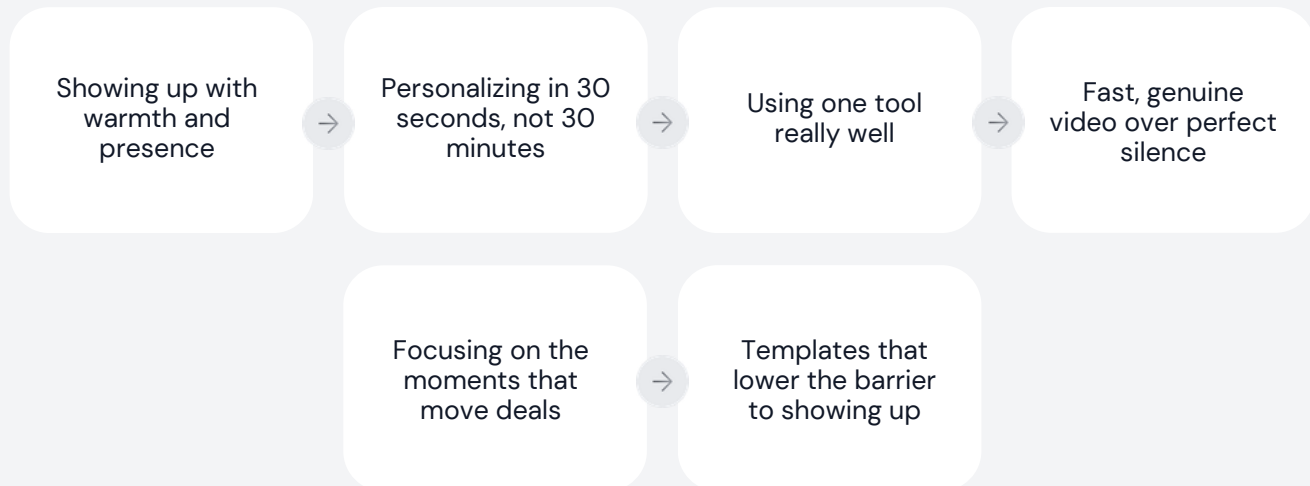 Showing up with
warmth and
presence
Personalizing in 30
seconds, not 30
minutes
Using one tool
really well
Fast, genuine
video over perfect
silence
Focusing on the
moments that
move deals
Templates that
lower the barrier
to showing up